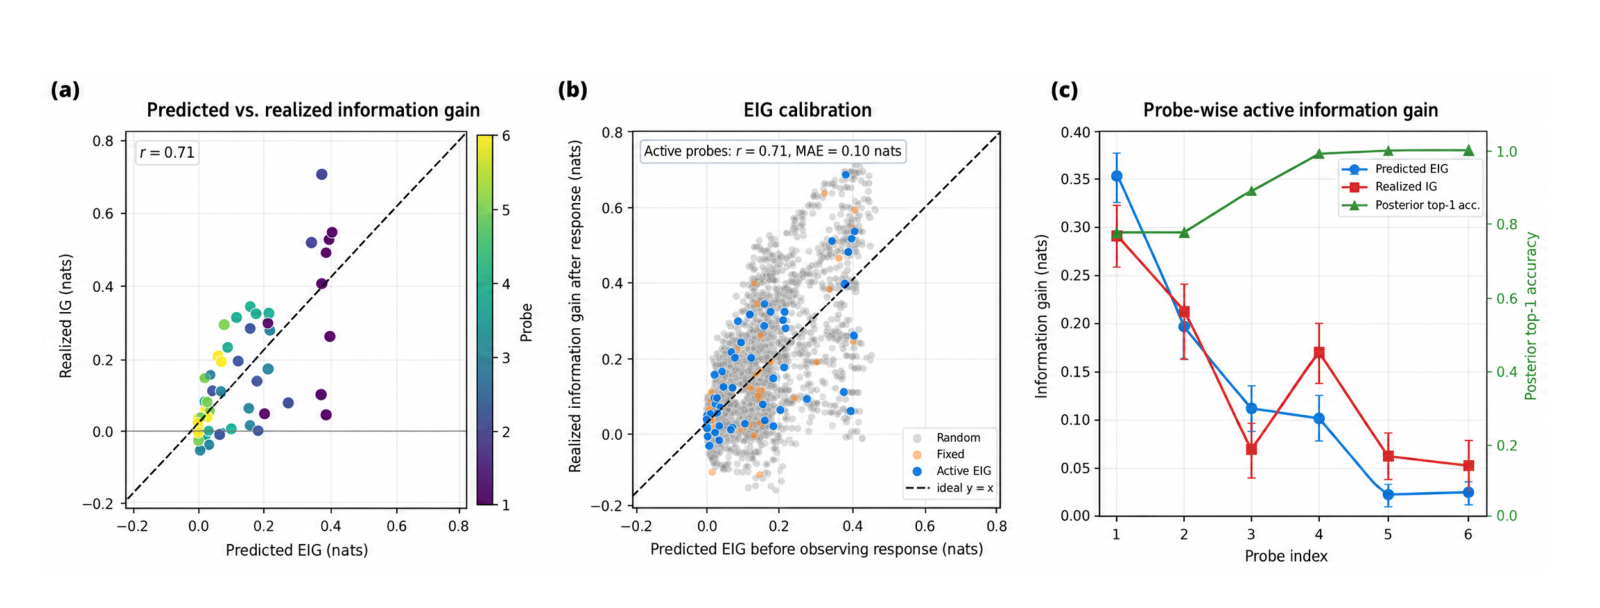 (a)
Predicted vs. realized information gain
r = 0.71
0.8
0.6
0.4
0.2
0.0
−0.2
−0.2 0.0 0.2 0.4 0.6 0.8
Realized IG (nats)
Predicted EIG (nats)
6
5
4
3
2
1
Probe
(b)
EIG calibration
Active probes: r = 0.71, MAE = 0.10 nats
0.8
0.6
0.4
0.2
0.0
−0.2
−0.2 0.0 0.2 0.4 0.6 0.8
Realized information gain after response (nats)
Predicted EIG before observing response (nats)
Random
Fixed
Active EIG
ideal y = x
(c)
Probe-wise active information gain
0.40
0.35
0.30
0.25
0.20
0.15
0.10
0.05
0.00
1 2 3 4 5 6
Information gain (nats)
Probe index
Predicted EIG
Realized IG
Posterior top-1 acc.
1.0
0.8
0.6
0.4
0.2
0.0
Posterior top-1 accuracy